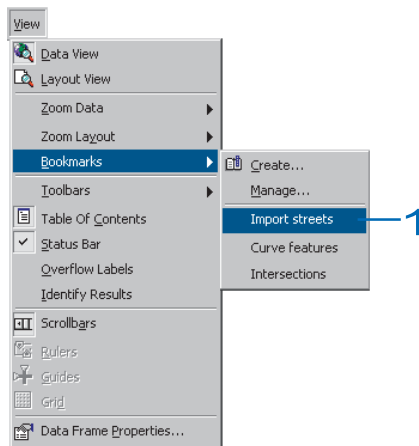 View
Data View
Layout View
Zoom Data
Zoom Layout
Bookmarks
Create...
Manage...
Toolbars
Import streets
1
Table Of Contents
Status Bar
Curve features
Overflow Labels
Intersections
Identify Results
Scrollbars
Rulers
Guides
Grid
Data Frame Properties...